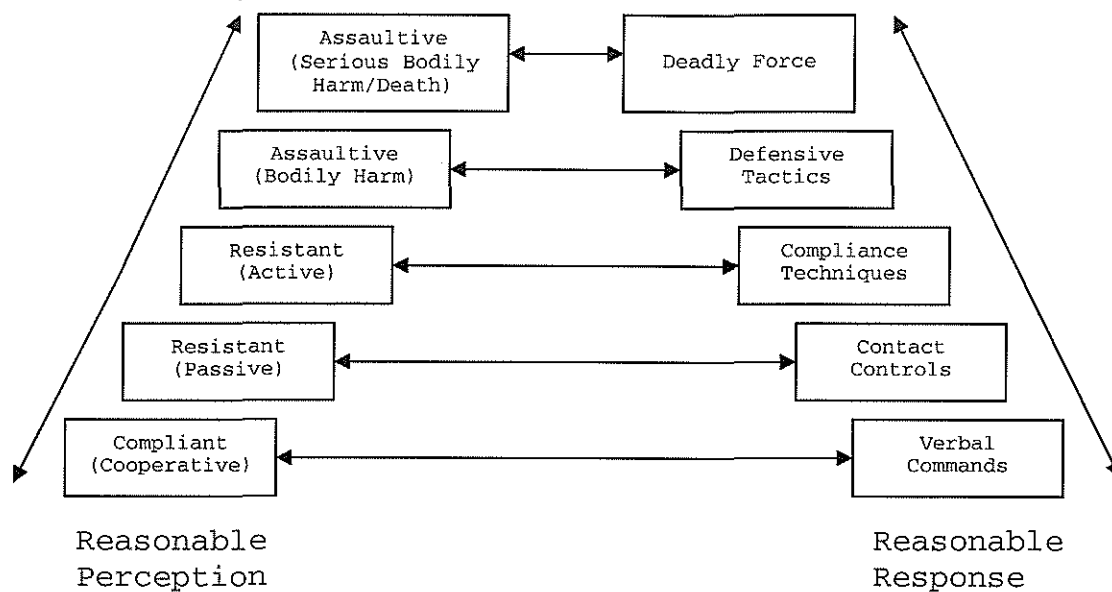 Assaultive
(Serious Bodily
Harm/Death)
Deadly Force
Assaultive
(Bodily Harm)
Defensive
Tactics
Resistant
(Active)
Compliance
Techniques
Resistant
(Passive)
Contact
Controls
Compliant
(Cooperative)
Verbal
Commands
Reasonable
Perception
Reasonable
Response